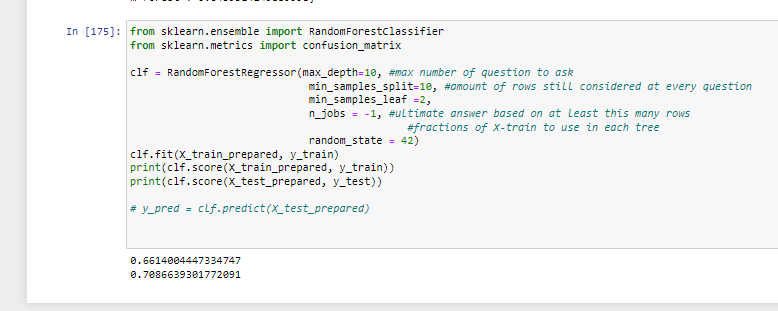 In [175]: from sklearn.ensemble import RandomForestClassifier
from sklearn.metrics import confusion_matrix
clf = RandomForestRegressor(max_depth=10, #max number of question to ask
min_samples_split=10, #amount of rows still considered at every question
min_samples_leaf =2,
n_jobs = -1, #ultimate answer based on at least this many rows
#fractions of X-train to use in each tree
random_state = 42)
clf.fit(X_train_prepared, y_train)
print(clf.score(X_train_prepared, y_train))
print(clf.score(X_test_prepared, y_test))
# y_pred = clf.predict(X_test_prepared)
0.6614004447334747
0.7086639301772091